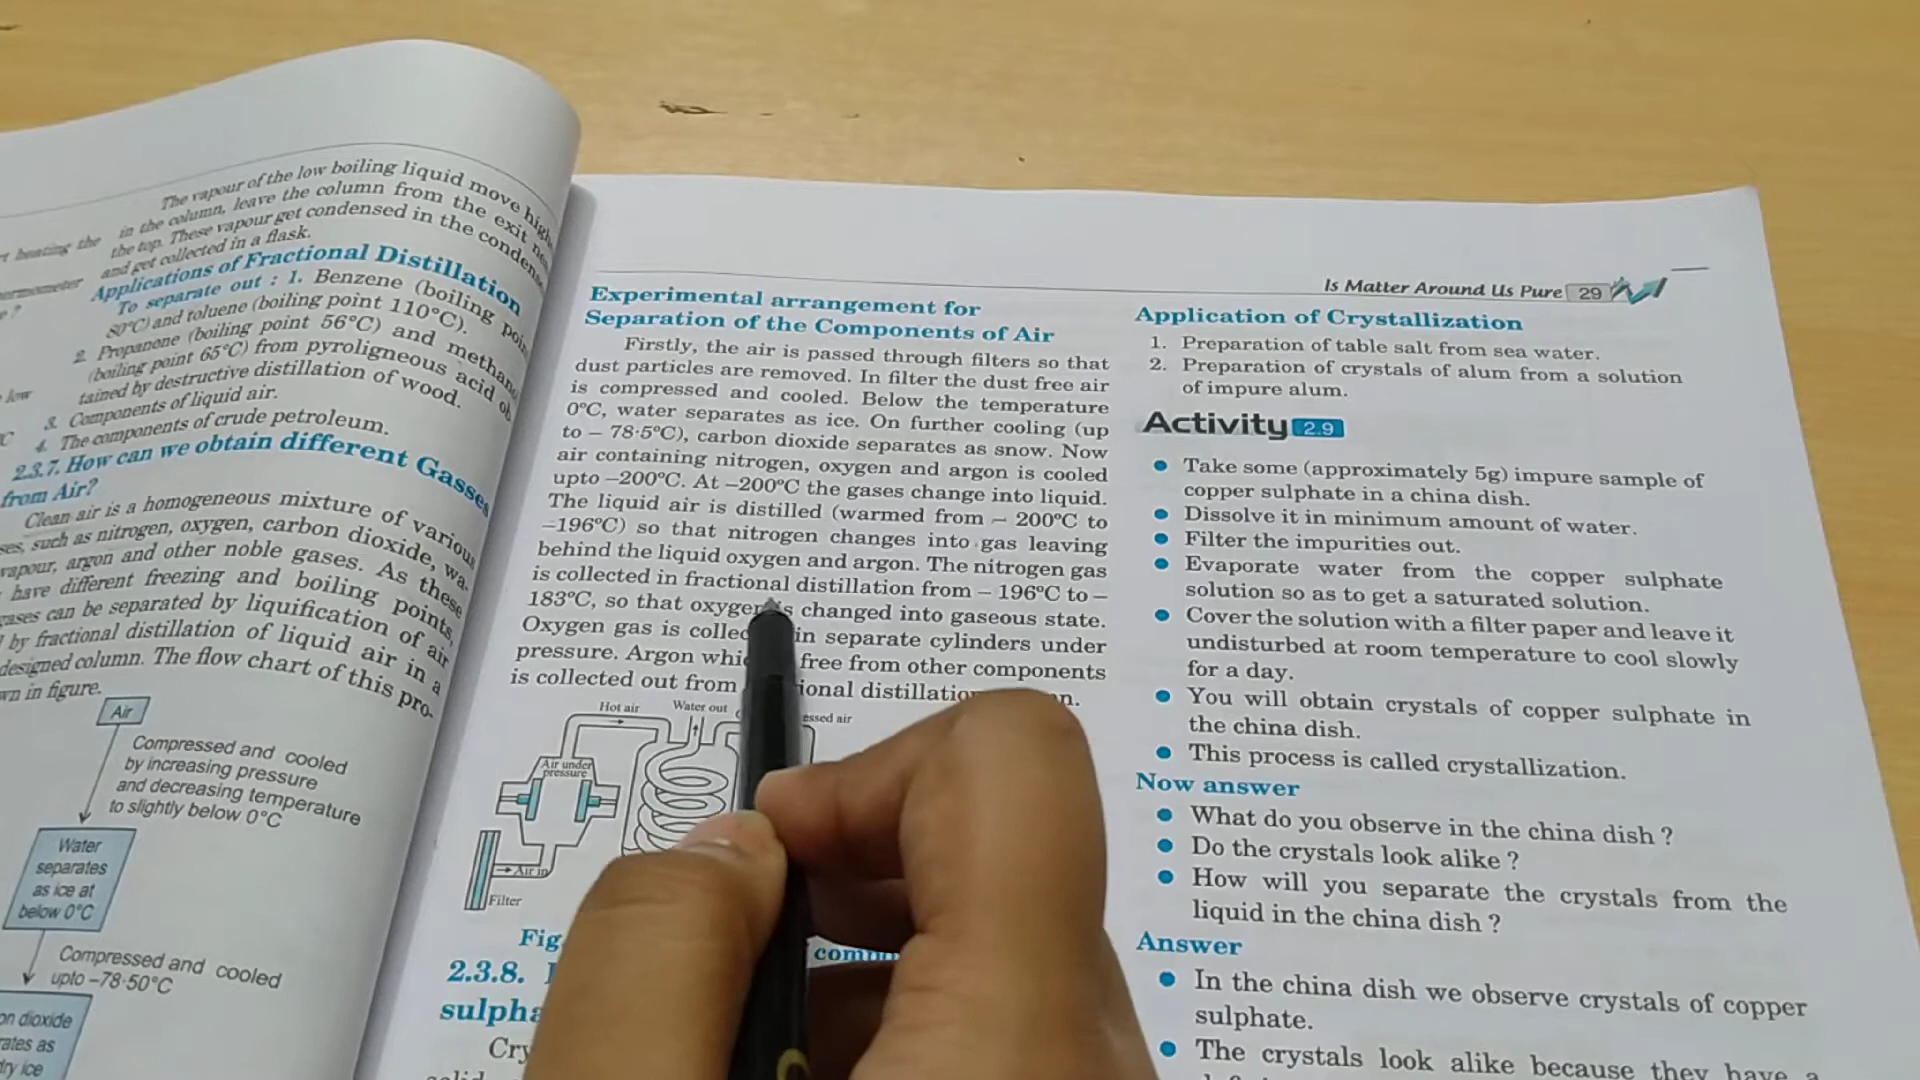 The vapour of the low boiling liquid move
in the column, leave the column from the exit
the top. These vapour get condensed in the
and get collected in a flask.
heating the
Applications of Fractional Distillation
To separate out : 1. Benzene (boiling
80°C) and toluene (boiling point 110°C).
2. Propanone (boiling point 56°C) and
(boiling point 65°C) from pyroligneous acid
tained by destructive distillation of wood.
3. Components of liquid air.
4. The components of crude petroleum.
low
2.3.7. How can we obtain different Gasses
from Air?
Clean air is a homogeneous mixture of various
such as nitrogen, oxygen, carbon dioxide, wa-
vapour, argon and other noble gases. As these
have different freezing and boiling points,
gases can be separated by liquification of air
by fractional distillation of liquid air in a
designed column. The flow chart of this pro-
in figure.
Air
Compressed and cooled
by increasing pressure
and decreasing temperature
to slightly below 0°C
Water
separates
as ice at
below 0°C
Compressed and cooled
upto –78·50°C
dioxide
as
ice
Is Matter Around Us Pure 29
Experimental arrangement for
Separation of the Components of Air
Firstly, the air is passed through filters so that
dust particles are removed. In filter the dust free air
is compressed and cooled. Below the temperature
0°C, water separates as ice. On further cooling (up
to – 78·5°C), carbon dioxide separates as snow. Now
air containing nitrogen, oxygen and argon is cooled
upto –200°C. At –200°C the gases change into liquid.
The liquid air is distilled (warmed from – 200°C to
–196°C) so that nitrogen changes into gas leaving
behind the liquid oxygen and argon. The nitrogen gas
is collected in fractional distillation from – 196°C to –
183°C, so that oxygen is changed into gaseous state.
Oxygen gas is in separate cylinders under
pressure. Argon free from other components
is collected out from
Hot air
Water out
air
Air under
pressure
Air in
Filter
2.3.8.
Application of Crystallization
1. Preparation of table salt from sea water.
2. Preparation of crystals of alum from a solution
of impure alum.
Activity 2.9
• Take some (approximately 5g) impure sample of
copper sulphate in a china dish.
• Dissolve it in minimum amount of water.
• Filter the impurities out.
• Evaporate water from the copper sulphate
solution so as to get a saturated solution.
• Cover the solution with a filter paper and leave it
undisturbed at room temperature to cool slowly
for a day.
• You will obtain crystals of copper sulphate in
the china dish.
• This process is called crystallization.
Now answer
• What do you observe in the china dish ?
• Do the crystals look alike ?
• How will you separate the crystals from the
liquid in the china dish ?
Answer
• In the china dish we observe crystals of copper
sulphate.
• The crystals look alike because they have a